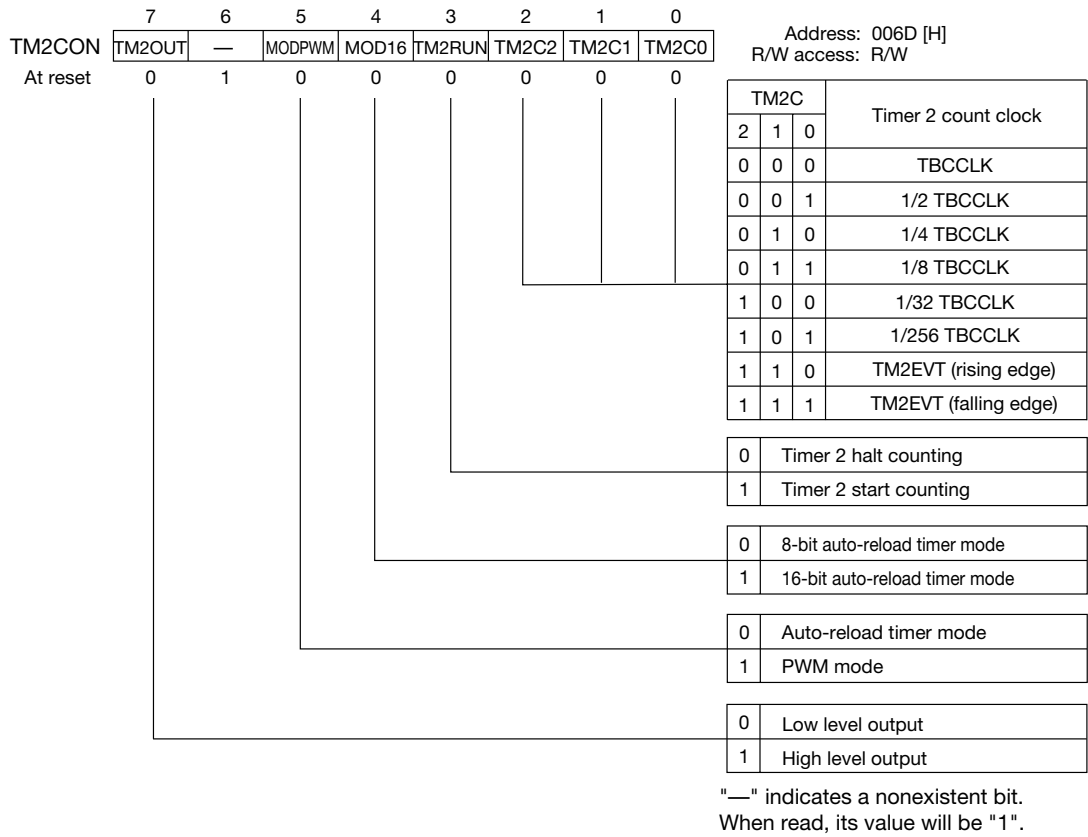 7 6 5 4 3 2 1 0
TM2CON TM2OUT — MODPWM MOD16 TM2RUN TM2C2 TM2C1 TM2C0
At reset 0 1 0 0 0 0 0 0
Address: 006D [H]
R/W access: R/W
TM2C Timer 2 count clock
2 1 0
0 0 0 TBCCLK
0 0 1 1/2 TBCCLK
0 1 0 1/4 TBCCLK
0 1 1 1/8 TBCCLK
1 0 0 1/32 TBCCLK
1 0 1 1/256 TBCCLK
1 1 0 TM2EVT (rising edge)
1 1 1 TM2EVT (falling edge)
0 Timer 2 halt counting
1 Timer 2 start counting
0 8-bit auto-reload timer mode
1 16-bit auto-reload timer mode
0 Auto-reload timer mode
1 PWM mode
0 Low level output
1 High level output
"—" indicates a nonexistent bit.
When read, its value will be "1".